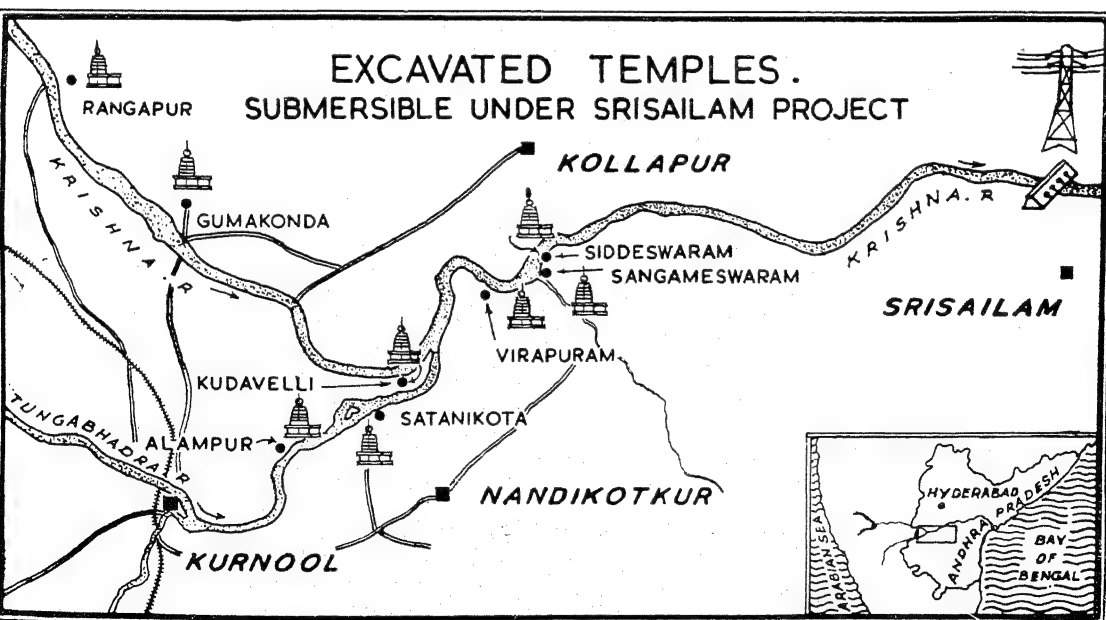 EXCAVATED TEMPLES.
SUBMERSIBLE UNDER SRISAILAM PROJECT
RANGAPUR
KOLLAPUR
KRISHNA.R
GUMAKONDA
KRISHNA.R
SIDDESWARAM
SANGAMESWARAM
SRISAILAM
VIRAPURAM
KUDAVELLI
SATANIKOTA
TUNGABHADRA.R
ALAMPUR
NANDIKOTKUR
KURNOOL
HYDERABAD
ANDHRA PRADESH
ARABIAN SEA
BAY
OF
BENGAL